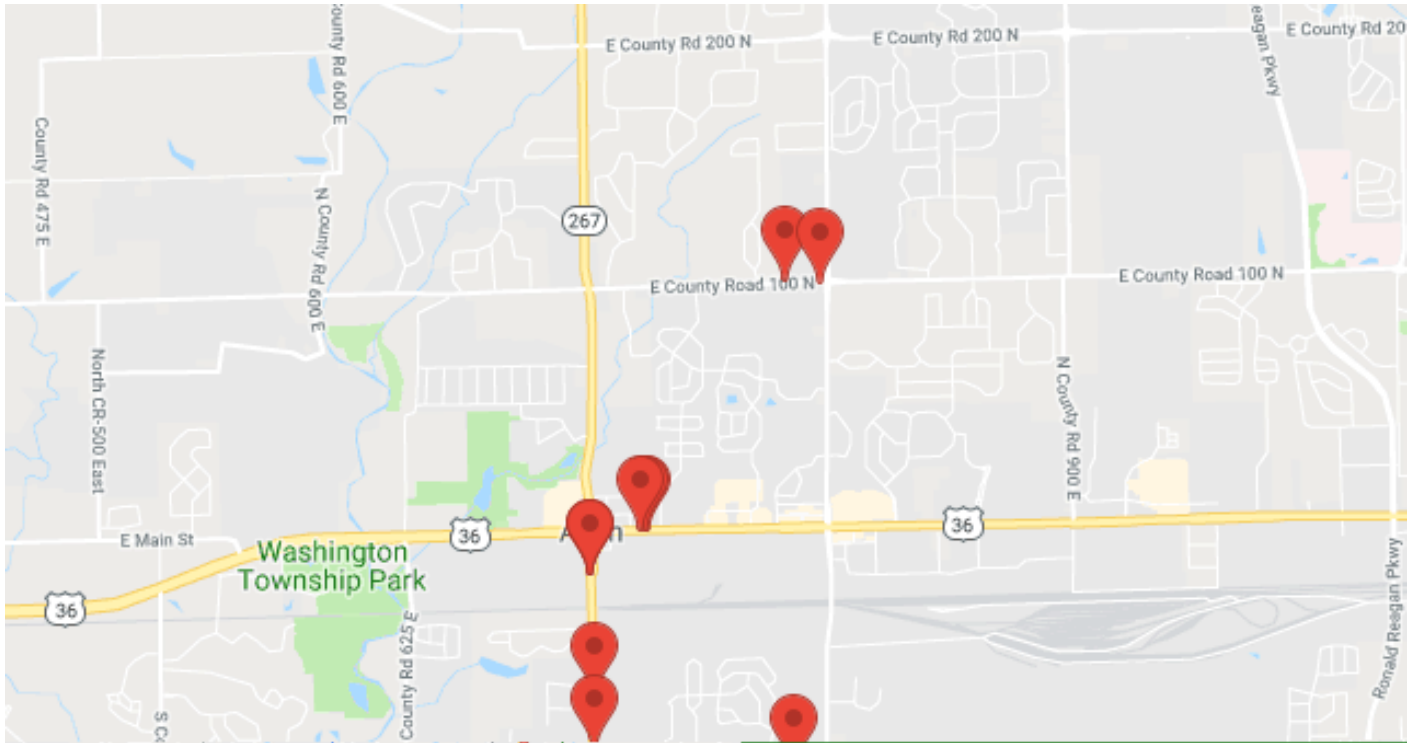 E County Rd 200 N
E County Rd 200 N
E County Rd 20
County Rd 600 E
eagan Pkwy
County Rd 475 E
N County Rd 600 E
267
E County Road 100 N
E County Road 100 N
North CR-500 East
N County Rd 900 E
E Main St
36
36
Washington
Township Park
36
County Rd 625 E
Ronald Reagan Pkwy